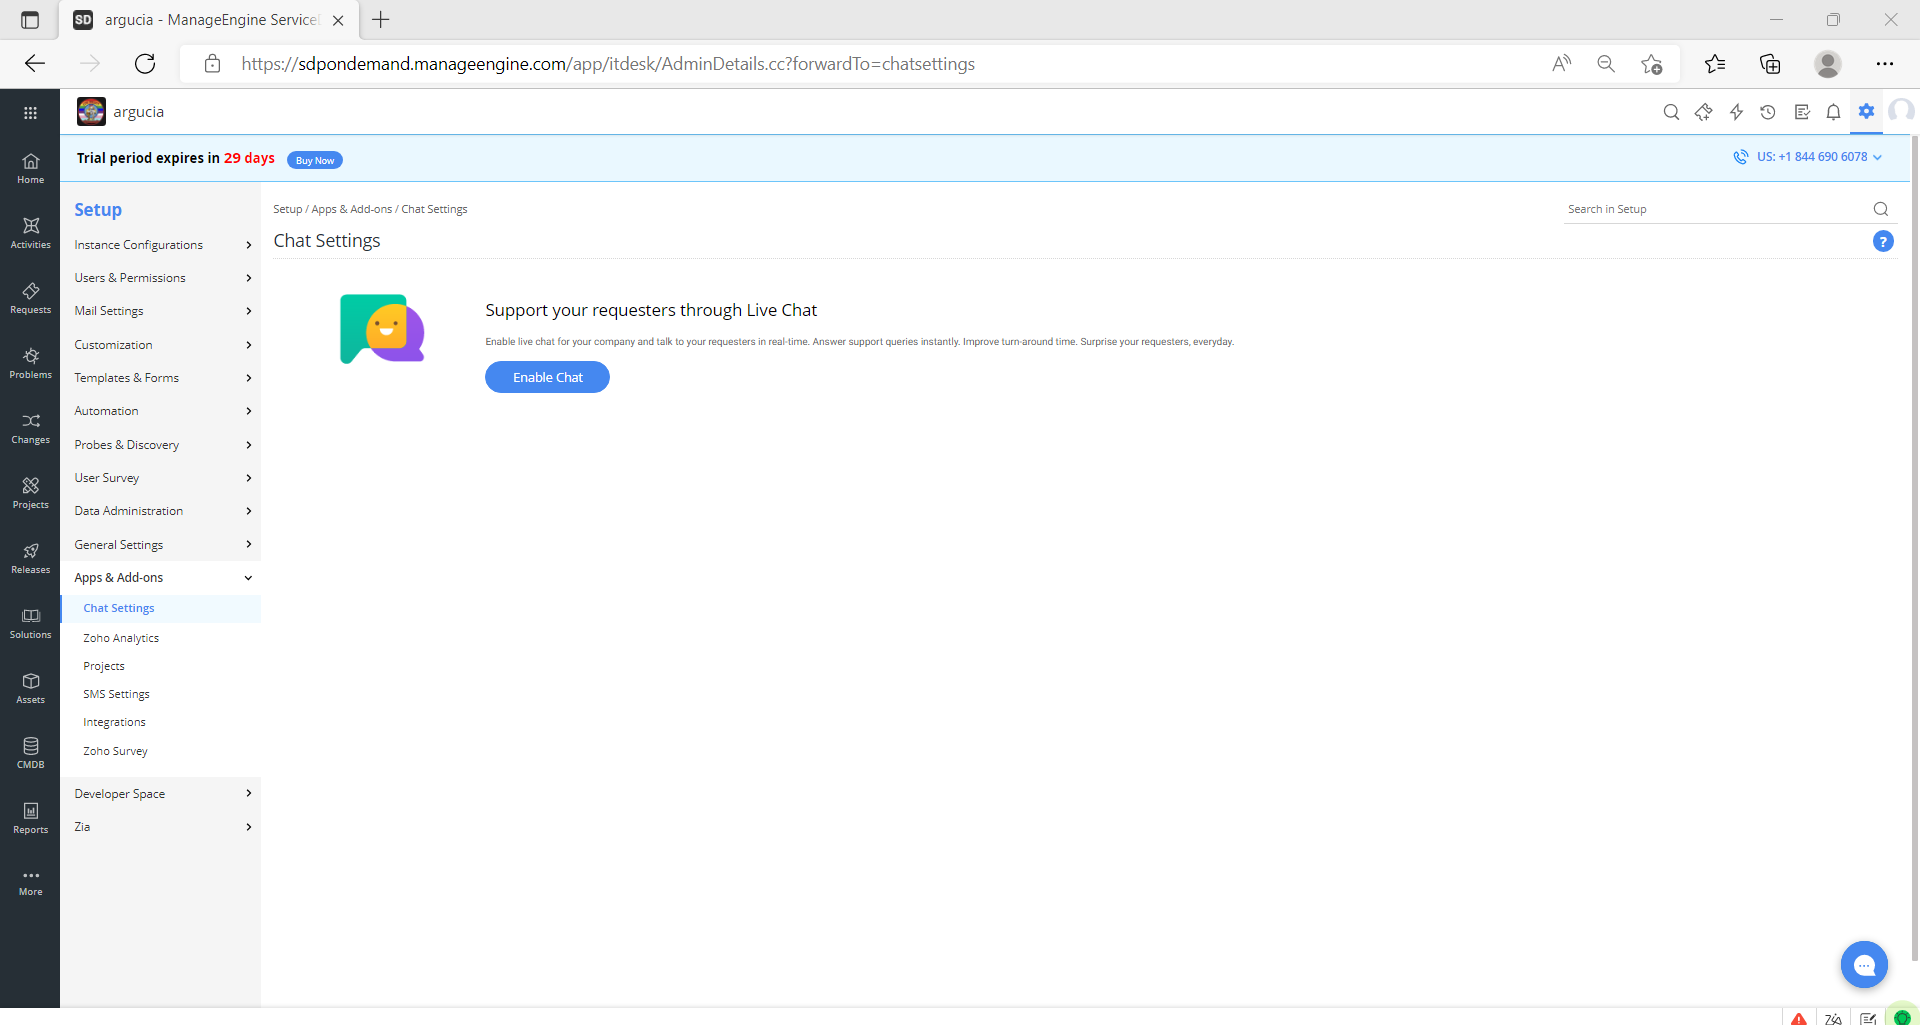 SD argucia - ManageEngine Service
https://sdpondemand.manageengine.com/app/itdesk/AdminDetails.cc?forwardTo=chatsettings
argucia
Trial period expires in 29 days
Buy Now
US: +1 844 690 6078
Home
Activities
Requests
Problems
Changes
Projects
Releases
Solutions
Assets
CMDB
Reports
More
Setup
Instance Configurations
Users & Permissions
Mail Settings
Customization
Templates & Forms
Automation
Probes & Discovery
User Survey
Data Administration
General Settings
Apps & Add-ons
Chat Settings
Zoho Analytics
Projects
SMS Settings
Integrations
Zoho Survey
Developer Space
Zia
Setup / Apps & Add-ons / Chat Settings
Search in Setup
Chat Settings
?
Support your requesters through Live Chat
Enable live chat for your company and talk to your requesters in real-time. Answer support queries instantly. Improve turn-around time. Surprise your requesters, everyday.
Enable Chat